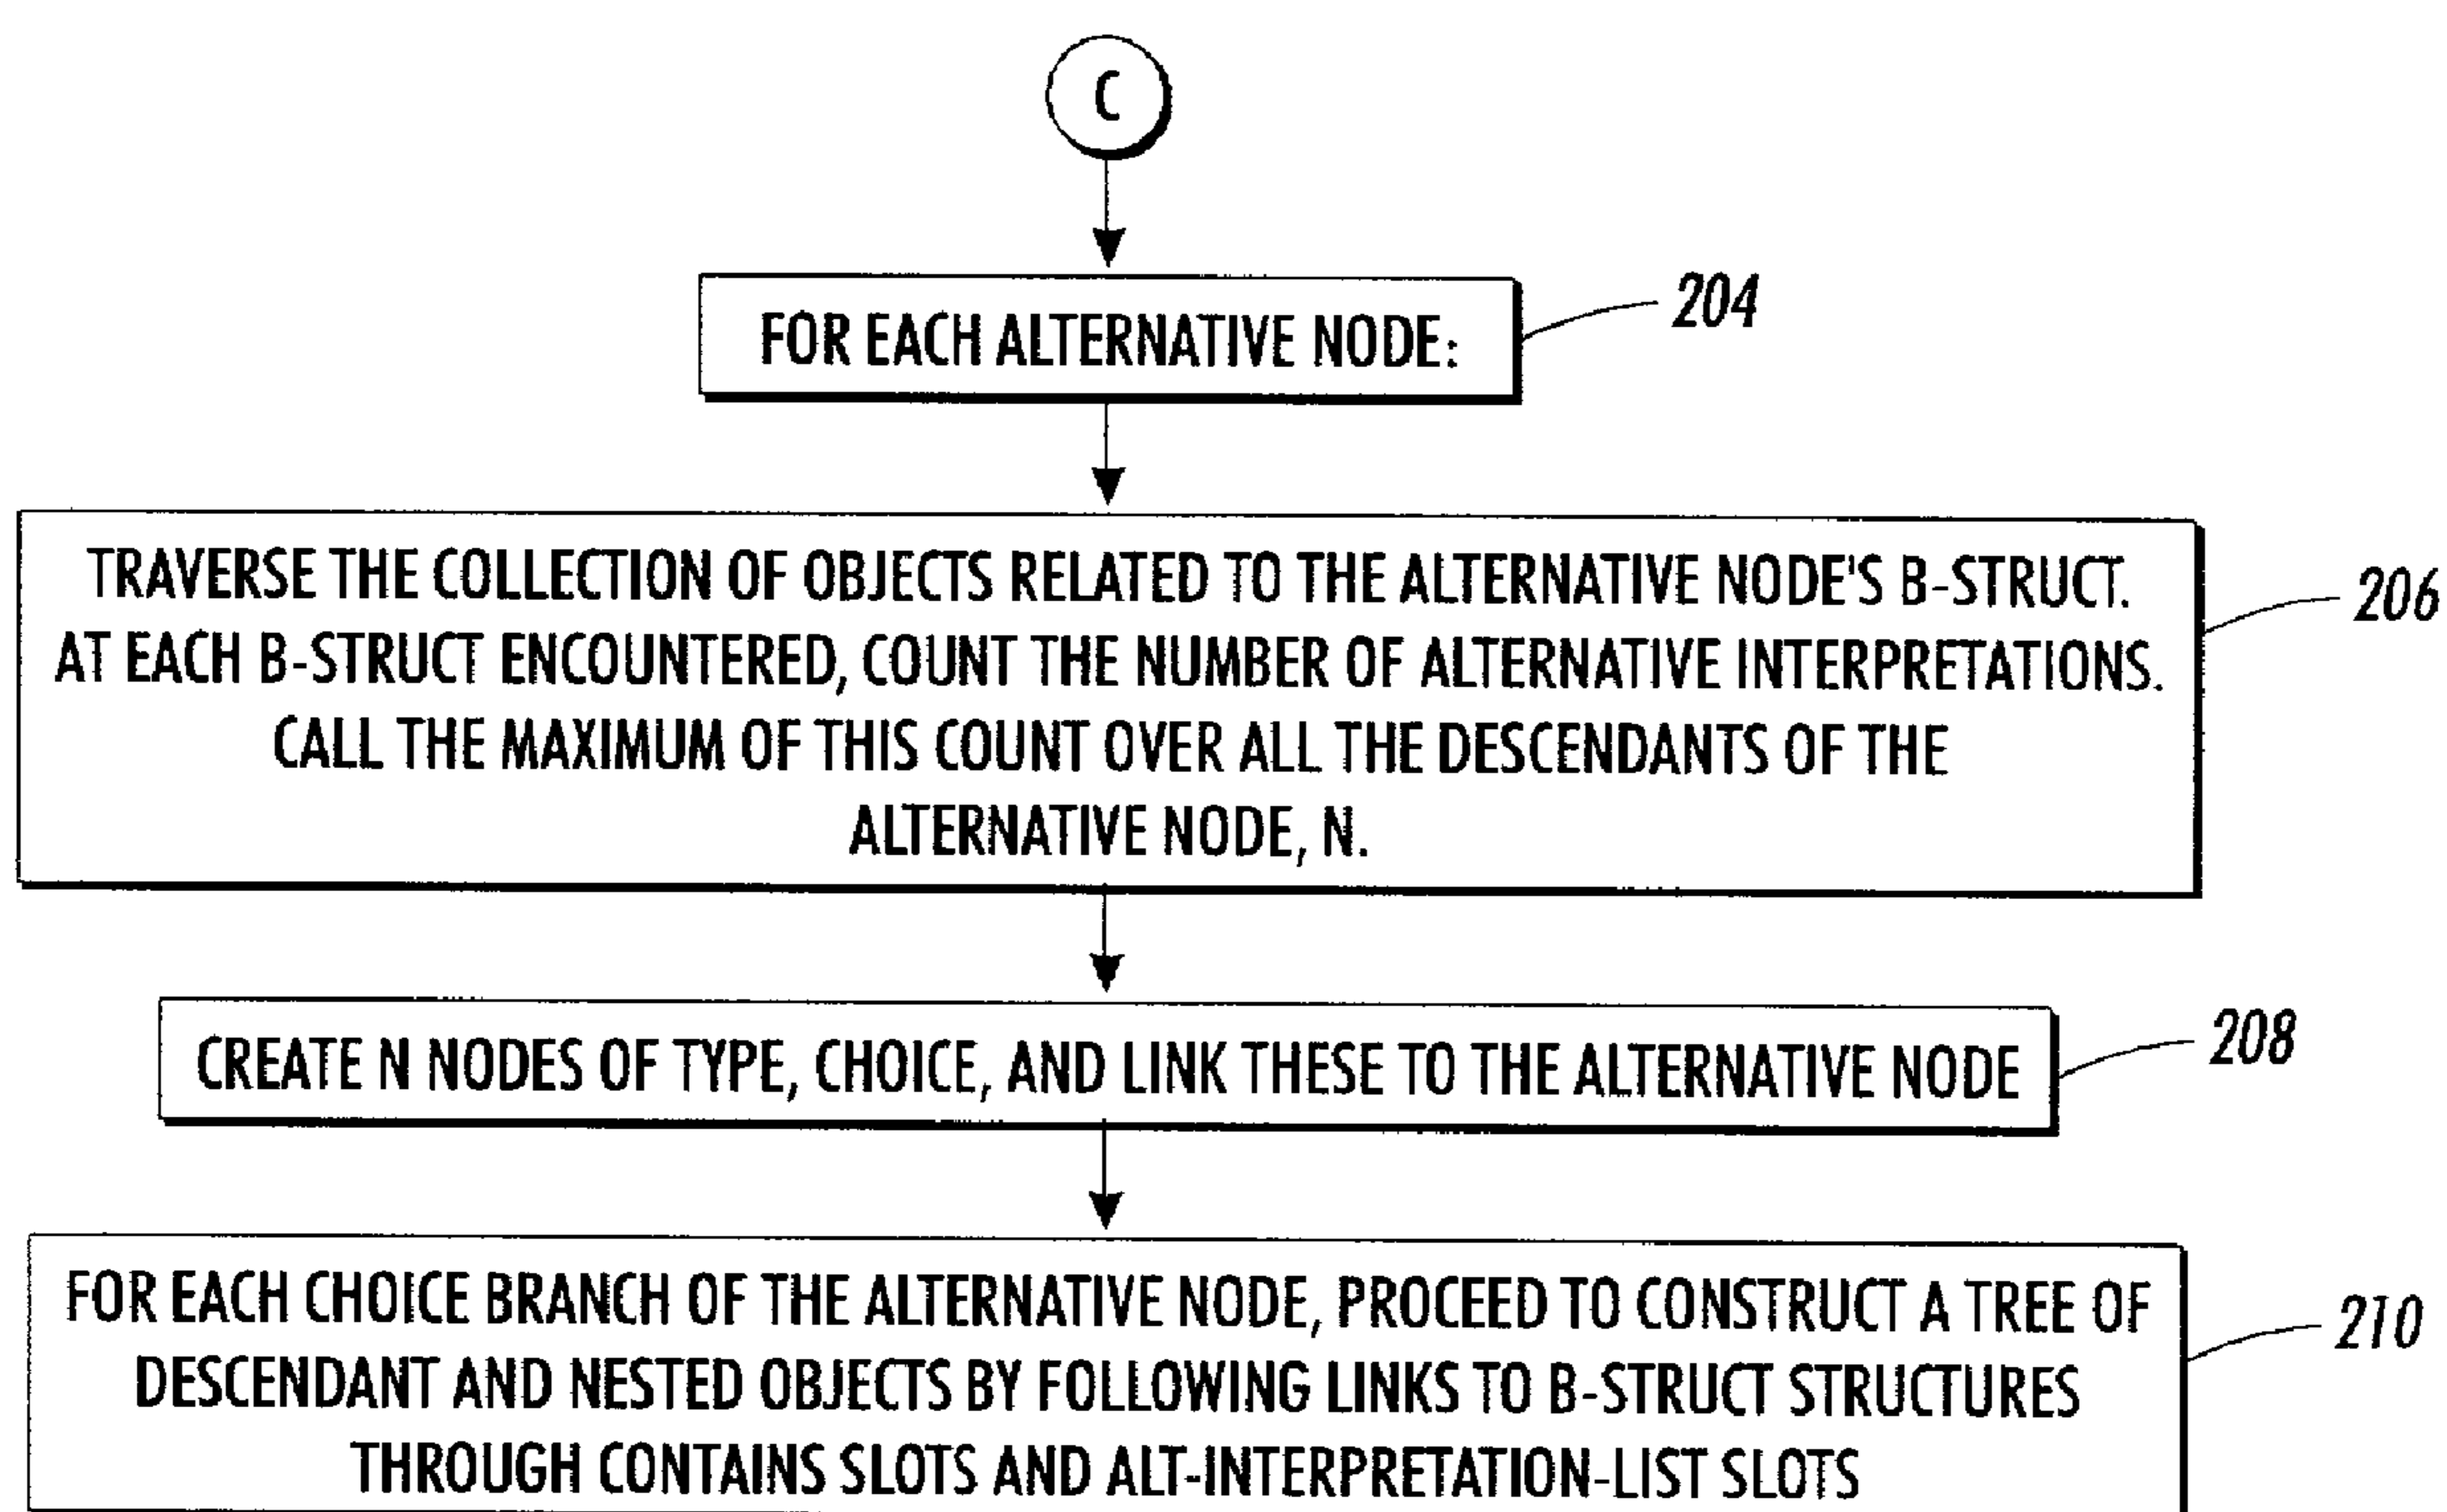 C
FOR EACH ALTERNATIVE NODE:
204
TRAVERSE THE COLLECTION OF OBJECTS RELATED TO THE ALTERNATIVE NODE'S B-STRUCT.
AT EACH B-STRUCT ENCOUNTERED, COUNT THE NUMBER OF ALTERNATIVE INTERPRETATIONS.
CALL THE MAXIMUM OF THIS COUNT OVER ALL THE DESCENDANTS OF THE
ALTERNATIVE NODE, N.
206
CREATE N NODES OF TYPE, CHOICE, AND LINK THESE TO THE ALTERNATIVE NODE
208
FOR EACH CHOICE BRANCH OF THE ALTERNATIVE NODE, PROCEED TO CONSTRUCT A TREE OF
DESCENDANT AND NESTED OBJECTS BY FOLLOWING LINKS TO B-STRUCT STRUCTURES
THROUGH CONTAINS SLOTS AND ALT-INTERPRETATION-LIST SLOTS
210